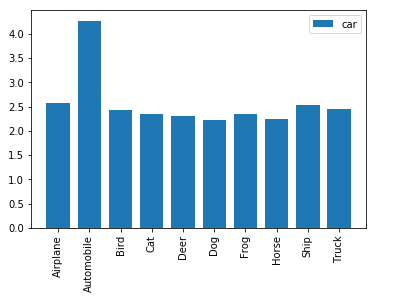 car
4.0
3.5
3.0
2.5
2.0
1.5
1.0
0.5
0.0
Airplane
Automobile
Bird
Cat
Deer
Dog
Frog
Horse
Ship
Truck